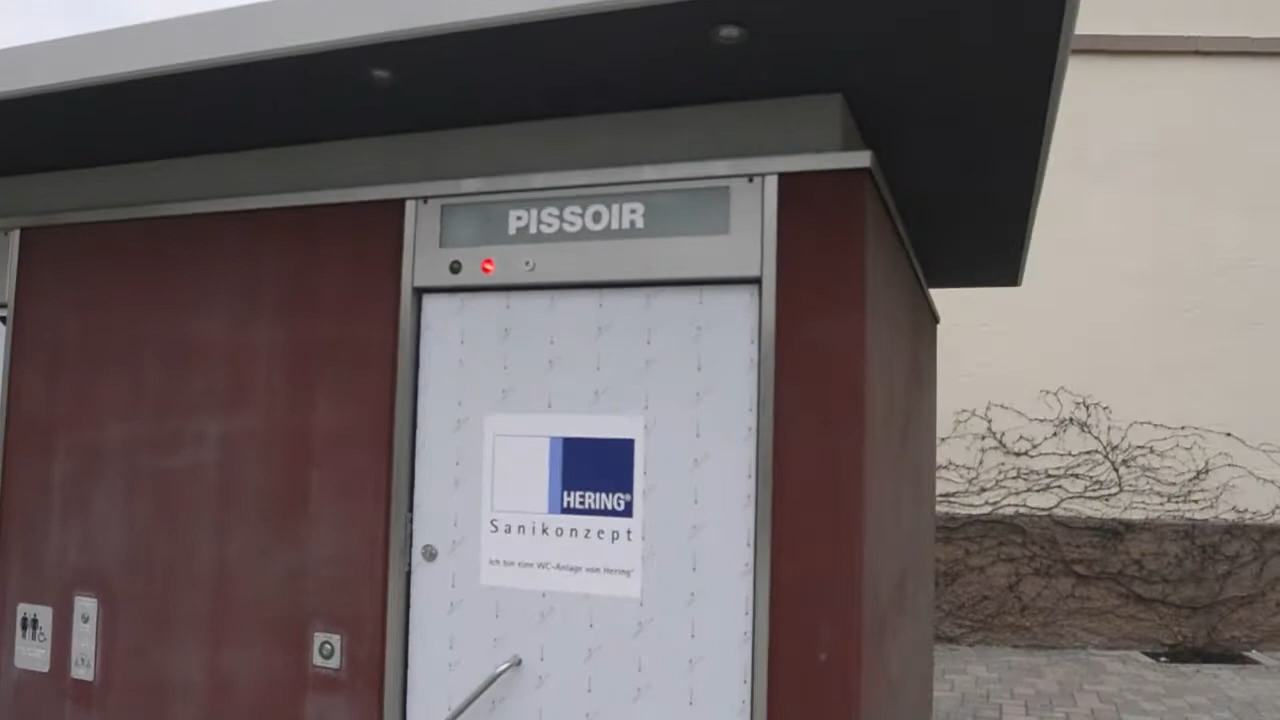 PISSOIR
HERING®
Sanikonzept
Ich bin eine WC-Anlage von Hering®